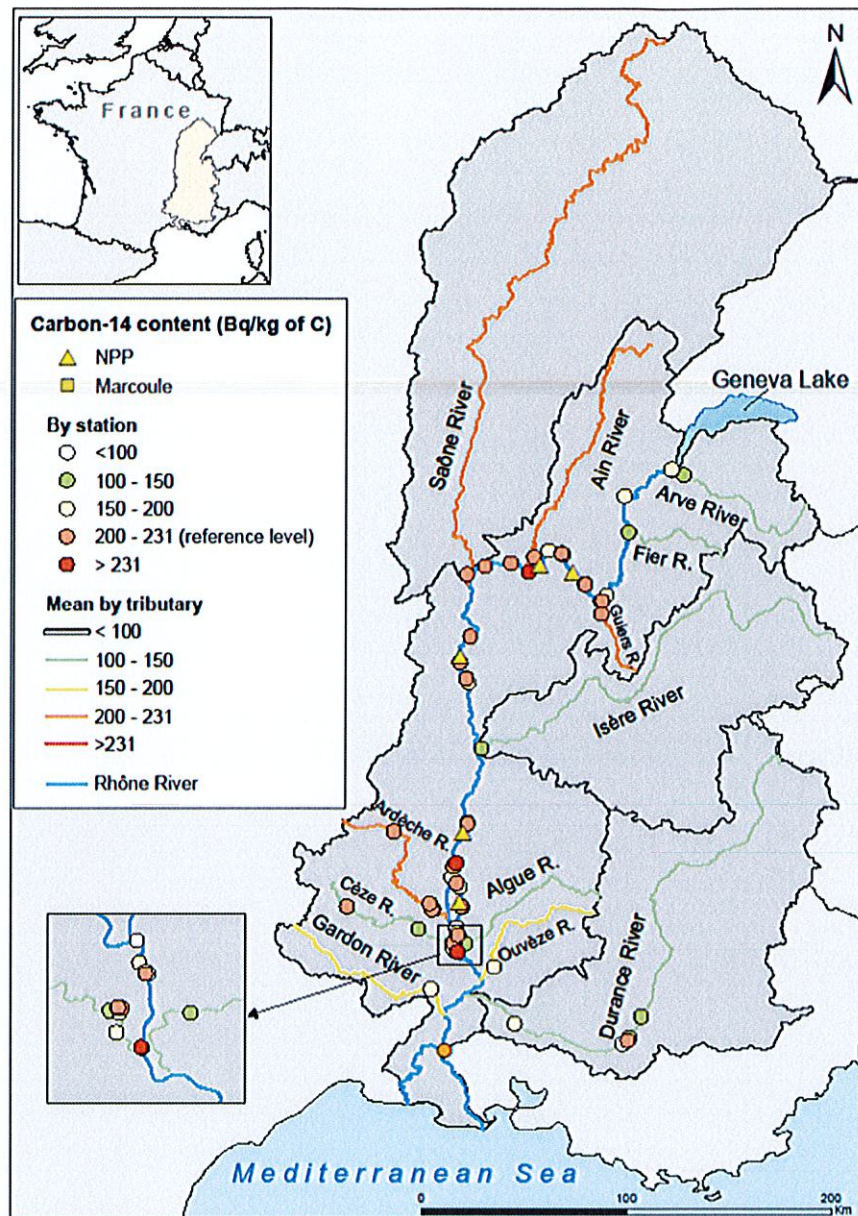 France
N
Carbon-14 content (Bq/kg of C)
NPP
Marcoule
By station
<100
100 - 150
150 - 200
200 - 231 (reference level)
> 231
Mean by tributary
< 100
100 - 150
150 - 200
200 - 231
>231
Rhône River
Geneva Lake
Saône River
Ain River
Arve River
Fier R.
Guiers R.
Isère River
Ardèche R.
Algue R.
Cèze R.
Ouvèze R.
Gardon River
Durance River
Mediterranean Sea
0 100 200
Km